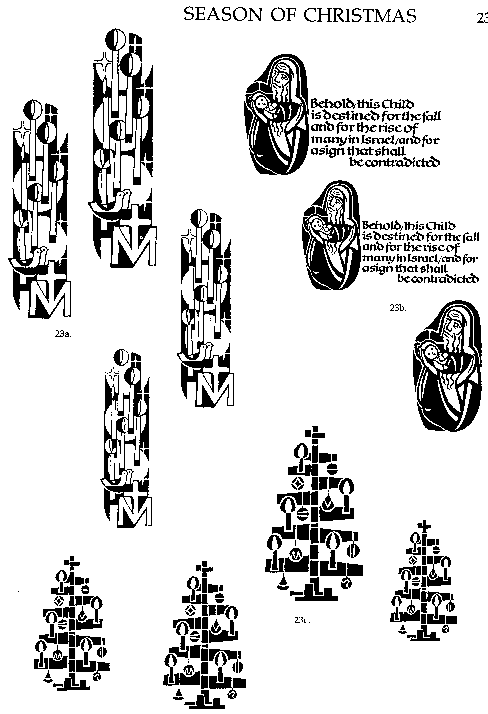 SEASON OF CHRISTMAS
23
Behold, this Child
is destined for the fall
and for the rise of
many in Israel, and for
a sign that shall
be contradicted
Behold, this Child
is destined for the fall
and for the rise of
many in Israel, and for
a sign that shall
be contradicted
23a.
23b.
23c.